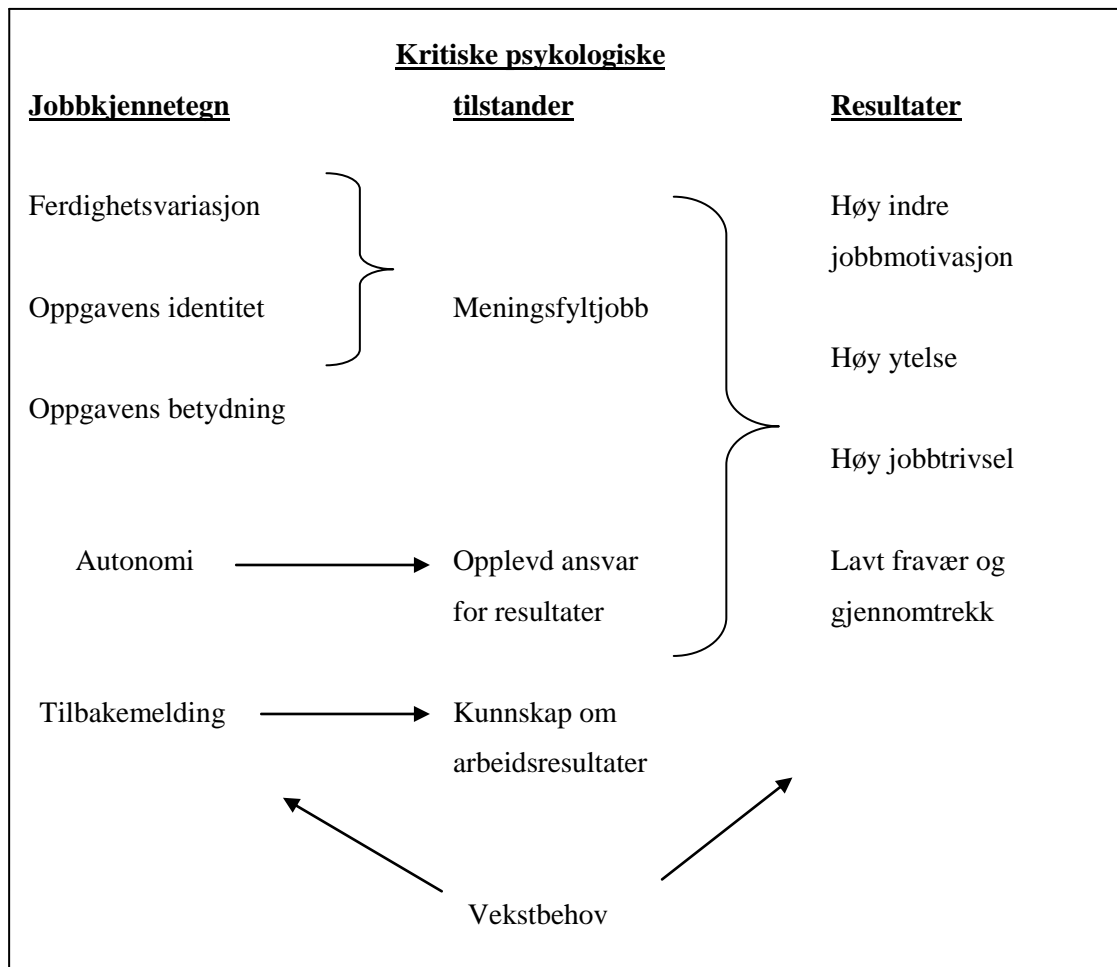 Kritiske psykologiske
Jobbkjennetegn
tilstander
Resultater
Ferdighetsvariasjon
Høy indre
jobbmotivasjon
Oppgavens identitet
Meningsfyltjobb
Høy ytelse
Oppgavens betydning
Høy jobbtrivsel
Autonomi
Opplevd ansvar
for resultater
Lavt fravær og
gjennomtrekk
Tilbakemelding
Kunnskap om
arbeidsresultater
Vekstbehov